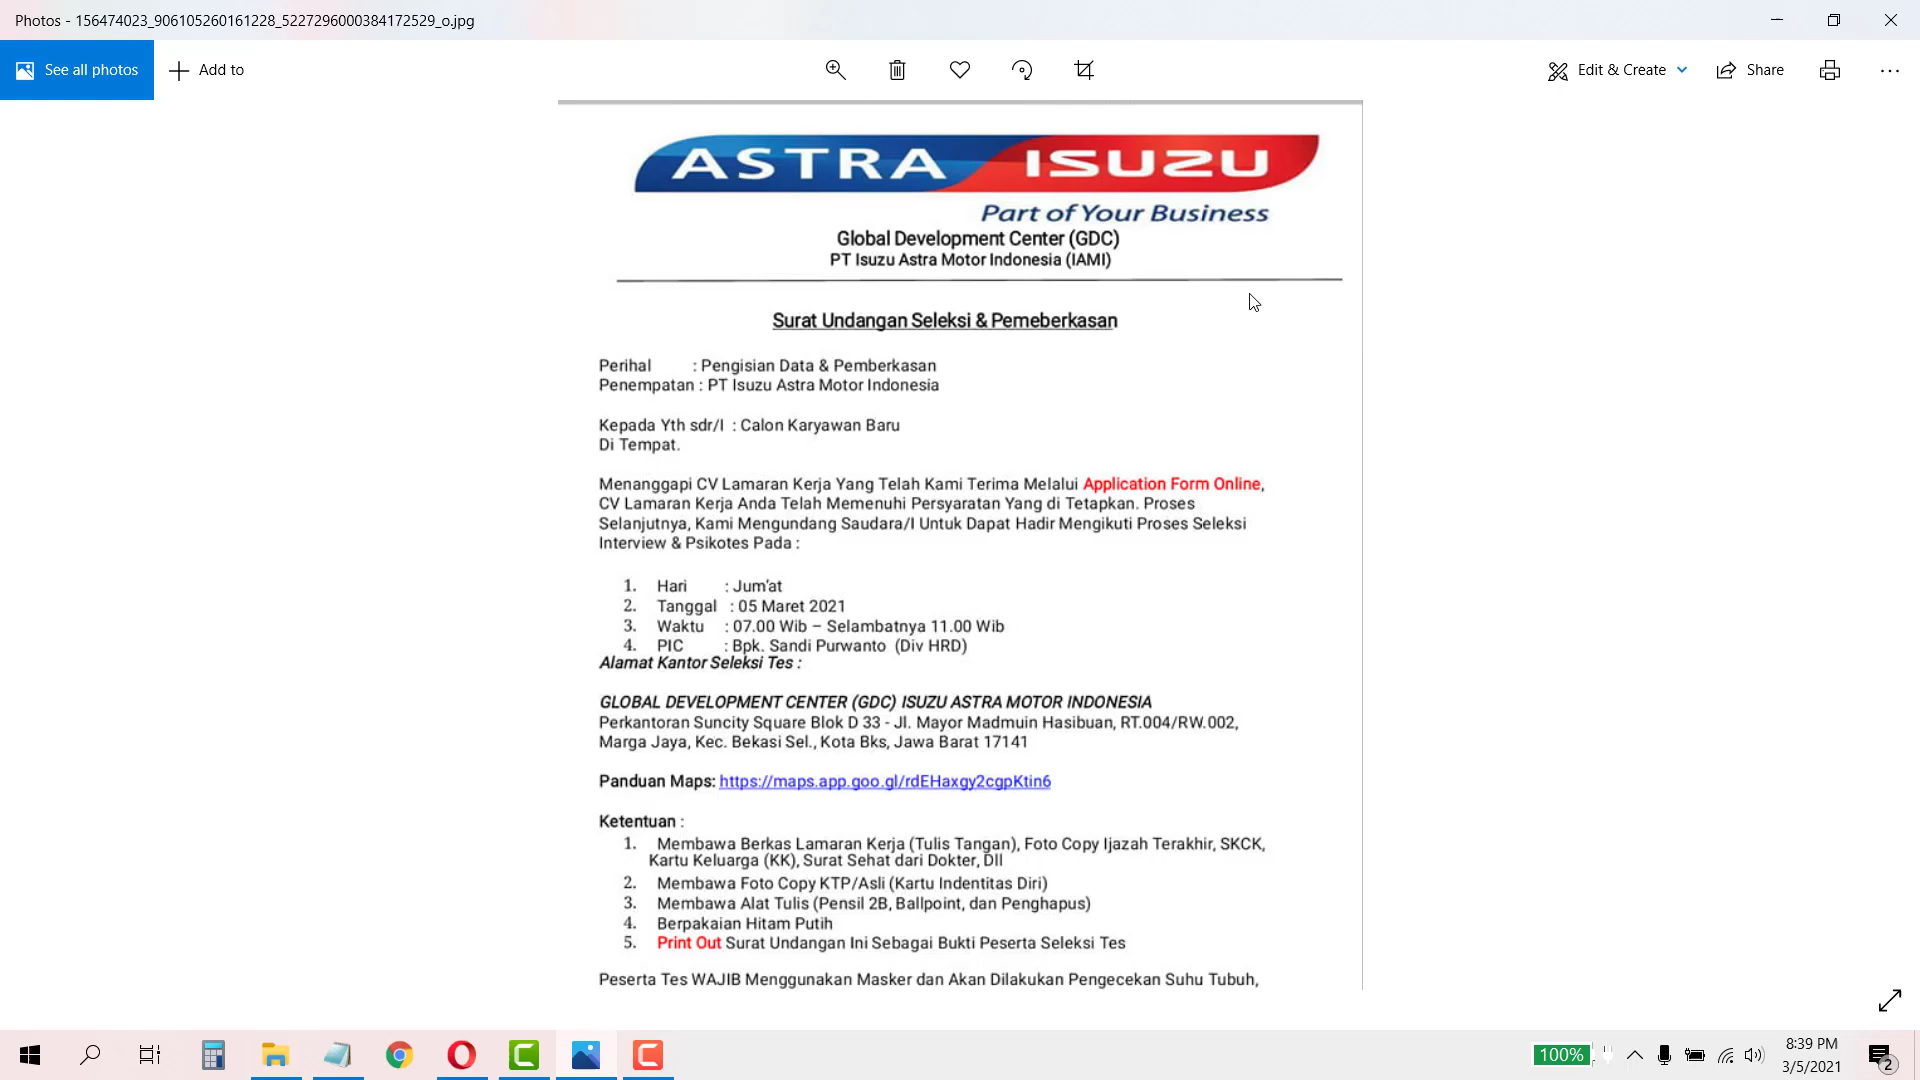 Photos - 156474023_906105260161228_5227296000384172529_o.jpg
See all photos
Add to
Edit & Create
Share
ASTRA ISUZU
Part of Your Business
Global Development Center (GDC)
PT Isuzu Astra Motor Indonesia (IAMI)
Surat Undangan Seleksi & Pemeberkasan
Perihal : Pengisian Data & Pemberkasan
Penempatan : PT Isuzu Astra Motor Indonesia
Kepada Yth sdr/I : Calon Karyawan Baru
Di Tempat.
Menanggapi CV Lamaran Kerja Yang Telah Kami Terima Melalui Application Form Online,
CV Lamaran Kerja Anda Telah Memenuhi Persyaratan Yang di Tetapkan. Proses
Selanjutnya, Kami Mengundang Saudara/I Untuk Dapat Hadir Mengikuti Proses Seleksi
Interview & Psikotes Pada :
1. Hari : Jum'at
2. Tanggal : 05 Maret 2021
3. Waktu : 07.00 Wib – Selambatnya 11.00 Wib
4. PIC : Bpk. Sandi Purwanto (Div HRD)
Alamat Kantor Seleksi Tes :
GLOBAL DEVELOPMENT CENTER (GDC) ISUZU ASTRA MOTOR INDONESIA
Perkantoran Suncity Square Blok D 33 - Jl. Mayor Madmuin Hasibuan, RT.004/RW.002,
Marga Jaya, Kec. Bekasi Sel., Kota Bks, Jawa Barat 17141
Panduan Maps: https://maps.app.goo.gl/rdEHaxgy2cgpKtin6
Ketentuan :
1. Membawa Berkas Lamaran Kerja (Tulis Tangan), Foto Copy Ijazah Terakhir, SKCK,
Kartu Keluarga (KK), Surat Sehat dari Dokter, Dll
2. Membawa Foto Copy KTP/Asli (Kartu Indentitas Diri)
3. Membawa Alat Tulis (Pensil 2B, Ballpoint, dan Penghapus)
4. Berpakaian Hitam Putih
5. Print Out Surat Undangan Ini Sebagai Bukti Peserta Seleksi Tes
Peserta Tes WAJIB Menggunakan Masker dan Akan Dilakukan Pengecekan Suhu Tubuh,
100%
8:39 PM
3/5/2021
2